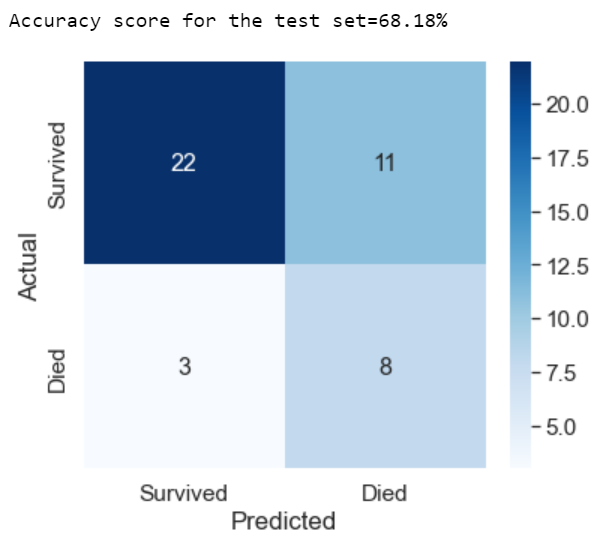 Accuracy score for the test set=68.18%
Survived
22
11
Actual
Died
3
8
Survived
Died
Predicted
20.0
17.5
15.0
12.5
10.0
7.5
5.0